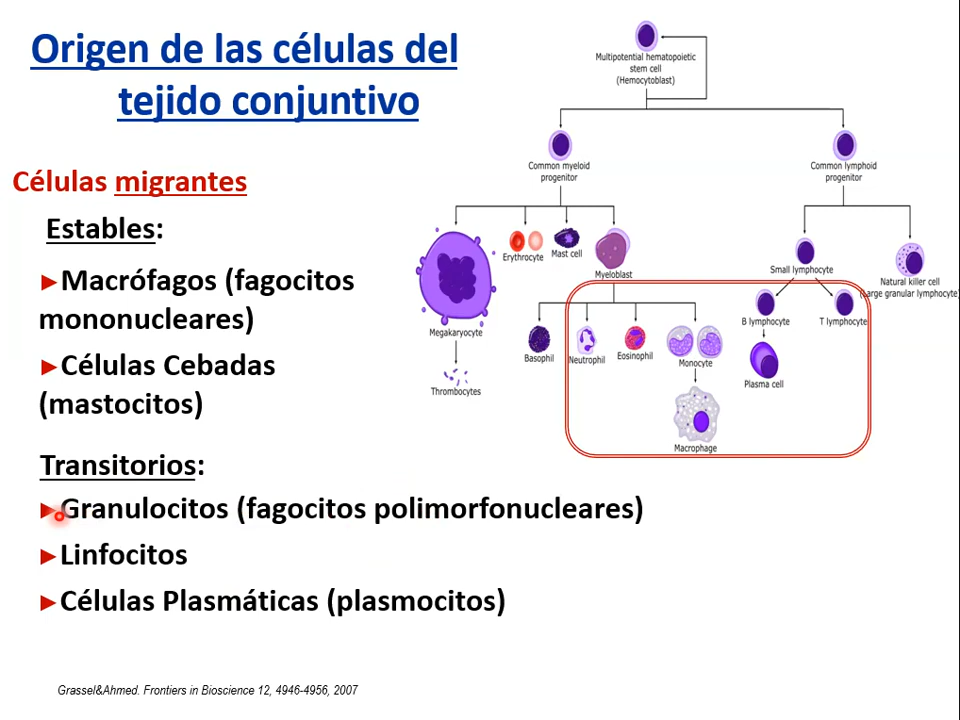 Origen de las células del
tejido conjuntivo
Células migrantes
Estables:
►Macrófagos (fagocitos
mononucleares)
►Células Cebadas
(mastocitos)
Transitorios:
►Granulocitos (fagocitos polimorfonucleares)
►Linfocitos
►Células Plasmáticas (plasmocitos)
Grassel&Ahmed. Frontiers in Bioscience 12, 4946-4956, 2007
Multipotential hematopoietic
stem cell
(Hemocytoblast)
Common myeloid
progenitor
Common lymphoid
progenitor
Erythrocyte
Mast cell
Myeloblast
Small lymphocyte
Natural killer cell
(Large granular lymphocyte)
Megakaryocyte
Thrombocytes
Basophil
Neutrophil
Eosinophil
Monocyte
Macrophage
B lymphocyte
T lymphocyte
Plasma cell